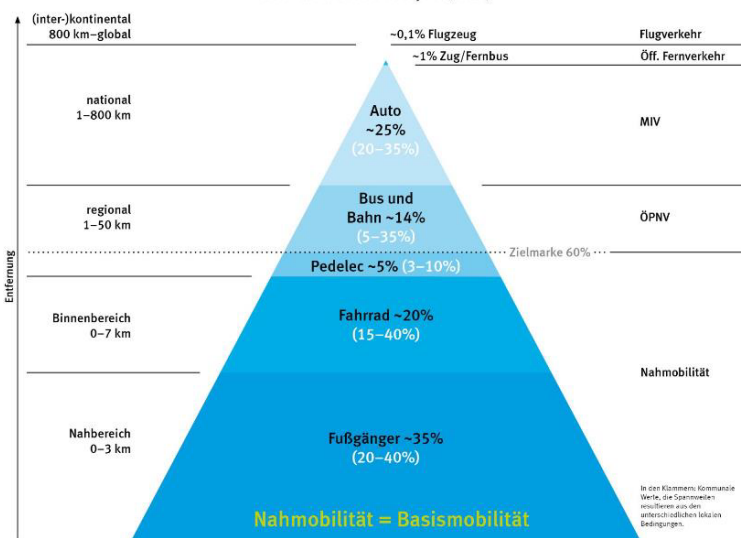 (inter-)kontinental
800 km–global
~0,1% Flugzeug
Flugverkehr
~1% Zug/Fernbus
Öff. Fernverkehr
national
1–800 km
Auto
~25%
(20–35%)
MIV
regional
1–50 km
Bus und
Bahn ~14%
(5–35%)
ÖPNV
Zielmarke 60%
Pedelec ~5% (3–10%)
Entfernung
Binnenbereich
0–7 km
Fahrrad ~20%
(15–40%)
Nahmobilität
Nahbereich
0–3 km
Fußgänger ~35%
(20–40%)
Nahmobilität = Basismobilität
In den Klammern: Kommunale
Werte, die Spannweiten
resultieren aus den
unterschiedlichen lokalen
Bedingungen.